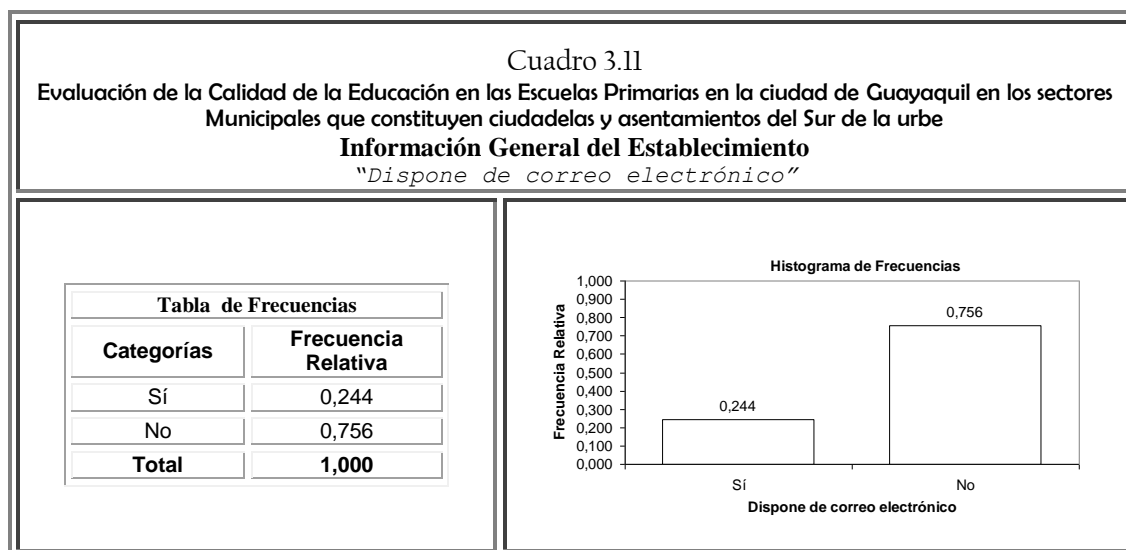 Cuadro 3.11
Evaluación de la Calidad de la Educación en las Escuelas Primarias en la ciudad de Guayaquil en los sectores
Municipales que constituyen ciudadelas y asentamientos del Sur de la urbe
Información General del Establecimiento
“Dispone de correo electrónico”
Tabla de Frecuencias
Categorías
Frecuencia
Relativa
Sí
0,244
No
0,756
Total
1,000
Histograma de Frecuencias
Frecuencia Relativa
1,000
0,900
0,800
0,700
0,600
0,500
0,400
0,300
0,200
0,100
0,000
0,244
0,756
Sí
No
Dispone de correo electrónico